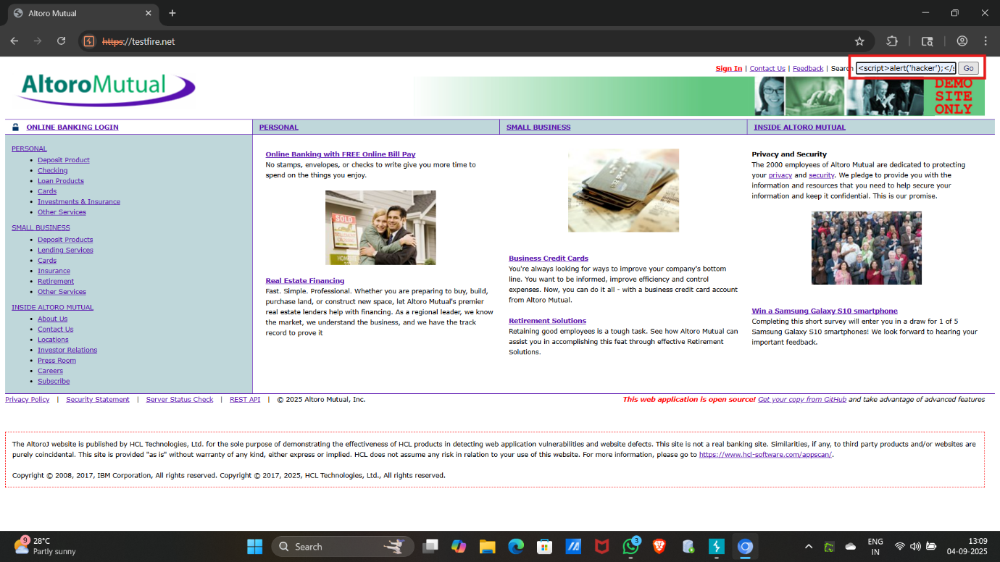 Altoro Mutual
https://testfire.net
Sign In | Contact Us | Feedback | Search <script>alert('hacker');</s Go
AltoroMutual
DEMO
SITE
ONLY
ONLINE BANKING LOGIN
PERSONAL
SMALL BUSINESS
INSIDE ALTORO MUTUAL
PERSONAL
Deposit Product
Checking
Loan Products
Cards
Investments & Insurance
Other Services
SMALL BUSINESS
Deposit Products
Lending Services
Cards
Insurance
Retirement
Other Services
INSIDE ALTORO MUTUAL
About Us
Contact Us
Locations
Investor Relations
Press Room
Careers
Subscribe
Online Banking with FREE Online Bill Pay
No stamps, envelopes, or checks to write give you more time to
spend on the things you enjoy.
SOLD
Real Estate Financing
Fast. Simple. Professional. Whether you are preparing to buy, build,
purchase land, or construct new space, let Altoro Mutual's premier
real estate lenders help with financing. As a regional leader, we know
the market, we understand the business, and we have the track
record to prove it
Business Credit Cards
You're always looking for ways to improve your company's bottom
line. You want to be informed, improve efficiency and control
expenses. Now, you can do it all - with a business credit card account
from Altoro Mutual.
Retirement Solutions
Retaining good employees is a tough task. See how Altoro Mutual can
assist you in accomplishing this feat through effective Retirement
Solutions.
Privacy and Security
The 2000 employees of Altoro Mutual are dedicated to protecting
your privacy and security. We pledge to provide you with the
information and resources that you need to help secure your
information and keep it confidential. This is our promise.
Win a Samsung Galaxy S10 smartphone
Completing this short survey will enter you in a draw for 1 of 5
Samsung Galaxy S10 smartphones! We look forward to hearing your
important feedback.
Privacy Policy | Security Statement | Server Status Check | REST API | © 2025 Altoro Mutual, Inc.
This web application is open source! Get your copy from GitHub and take advantage of advanced features
The AltoroJ website is published by HCL Technologies, Ltd. for the sole purpose of demonstrating the effectiveness of HCL products in detecting web application vulnerabilities and website defects. This site is not a real banking site. Similarities, if any, to third party products and/or websites are
purely coincidental. This site is provided "as is" without warranty of any kind, either express or implied. HCL does not assume any risk in relation to your use of this website. For more information, please go to https://www.hcl-software.com/appscan/.
Copyright © 2008, 2017, IBM Corporation, All rights reserved. Copyright © 2017, 2025, HCL Technologies, Ltd., All rights reserved.
9
28°C
Partly sunny
Search
3
ENG
IN
13:09
04-09-2025